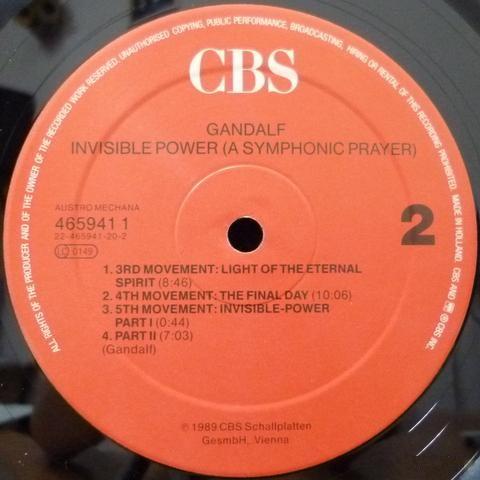 ALL RIGHTS OF THE PRODUCER AND OF THE OWNER OF THE RECORDED WORK RESERVED. UNAUTHORISED COPYING, PUBLIC PERFORMANCE, BROADCASTING, HIRING OR RENTAL OF THIS RECORDING PROHIBITED. MADE IN HOLLAND. CBS AND ® CBS INC.
CBS
GANDALF
INVISIBLE POWER (A SYMPHONIC PRAYER)
AUSTRO MECHANA
465941 1
22-465941-20-2
LC 0149
2
1. 3RD MOVEMENT: LIGHT OF THE ETERNAL
SPIRIT (8:46)
2. 4TH MOVEMENT: THE FINAL DAY (10:06)
3. 5TH MOVEMENT: INVISIBLE-POWER
PART I (0:44)
4. PART II (7:03)
(Gandalf)
℗ 1989 CBS Schallplatten
GesmbH., Vienna